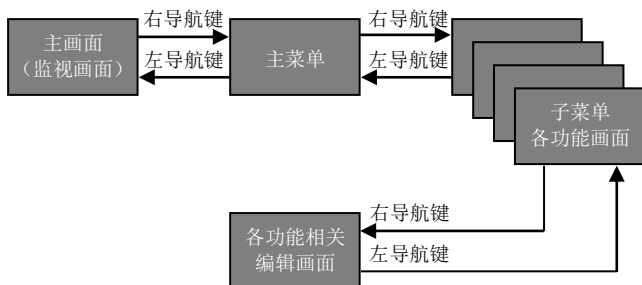 右导航键
右导航键
主画面
(监视画面)
主菜单
左导航键
左导航键
子菜单
各功能画面
右导航键
各功能相关
编辑画面
左导航键